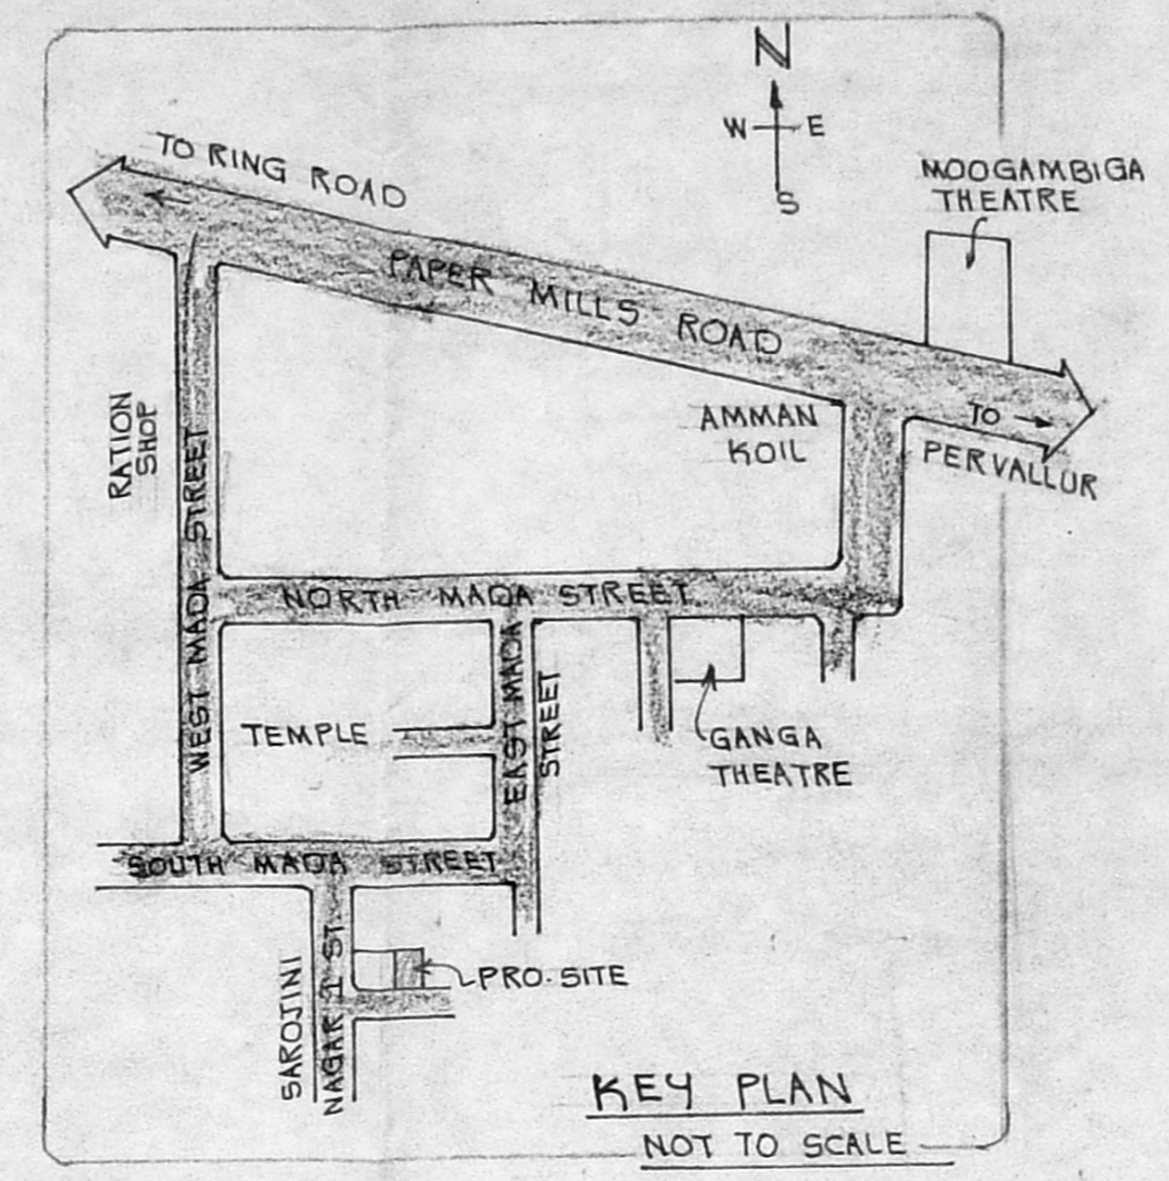 N
W E
S
TO RING ROAD
MOOGAMBIGA
THEATRE
PAPER MILLS ROAD
TO
PERVALLUR
AMMAN
KOIL
RATION
SHOP
WEST MADA STREET
NORTH MADA STREET
EAST MADA
STREET
TEMPLE
GANGA
THEATRE
SOUTH MADA STREET
SAROJINI
NAGAR I ST.
PRO. SITE
KEY PLAN
NOT TO SCALE